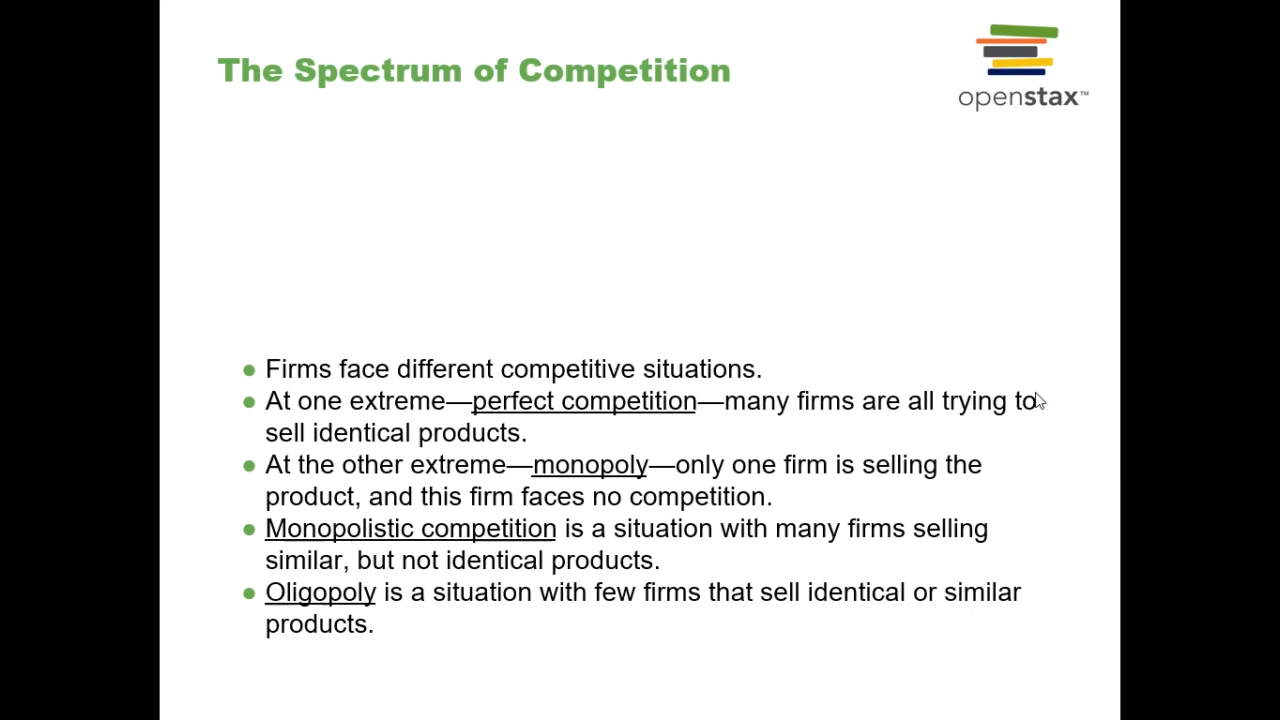 The Spectrum of Competition
openstax™
● Firms face different competitive situations.
● At one extreme—perfect competition—many firms are all trying to
sell identical products.
● At the other extreme—monopoly—only one firm is selling the
product, and this firm faces no competition.
● Monopolistic competition is a situation with many firms selling
similar, but not identical products.
● Oligopoly is a situation with few firms that sell identical or similar
products.